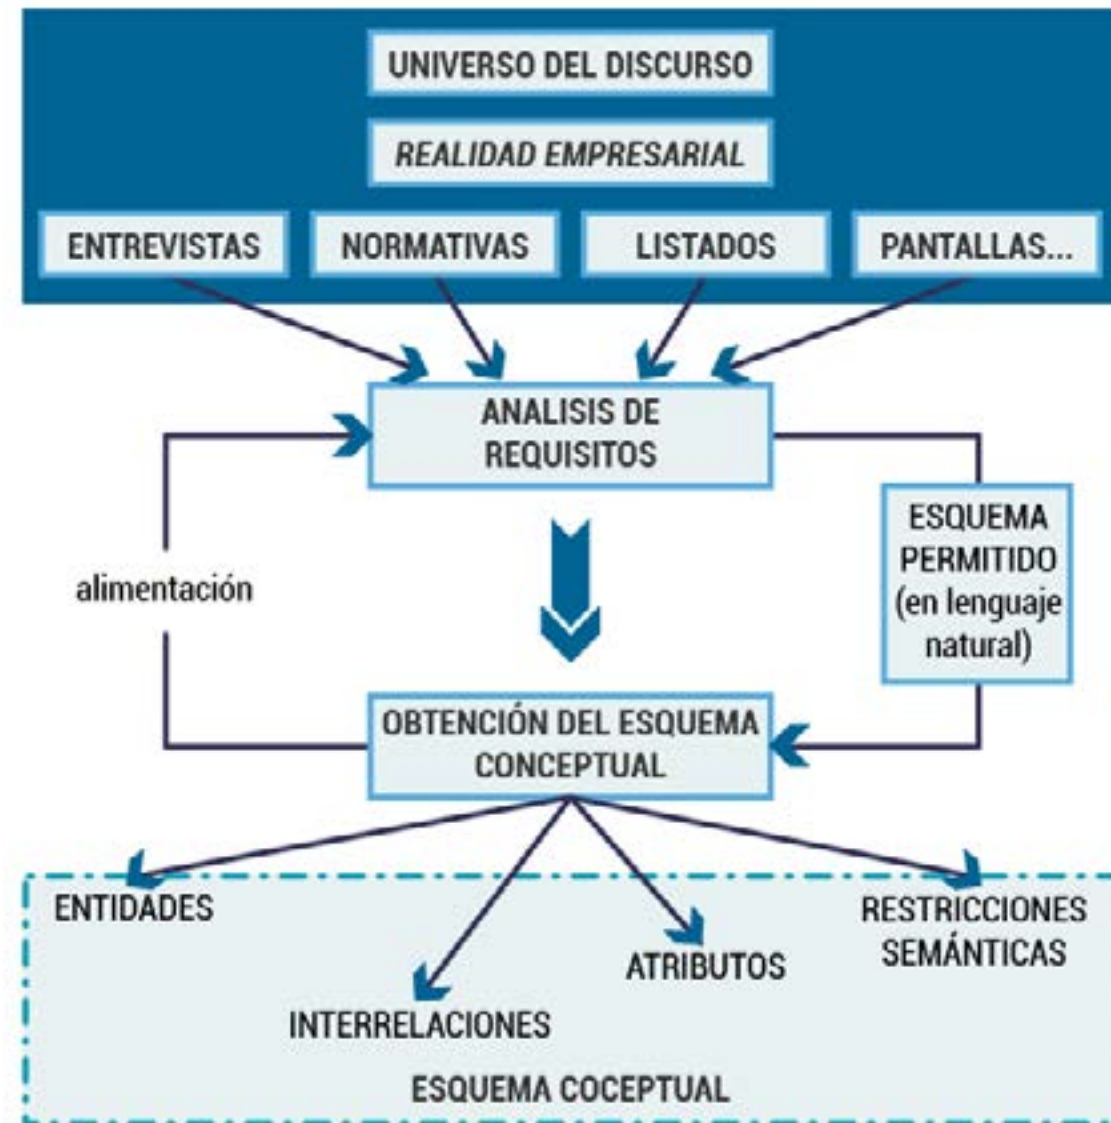 UNIVERSO DEL DISCURSO
REALIDAD EMPRESARIAL
ENTREVISTAS
NORMATIVAS
LISTADOS
PANTALLAS...
ANALISIS DE
REQUISITOS
ESQUEMA
PERMITIDO
(en lenguaje
natural)
alimentación
OBTENCIÓN DEL ESQUEMA
CONCEPTUAL
ENTIDADES
INTERRELACIONES
ATRIBUTOS
RESTRICCIONES
SEMÁNTICAS
ESQUEMA COCEPTUAL